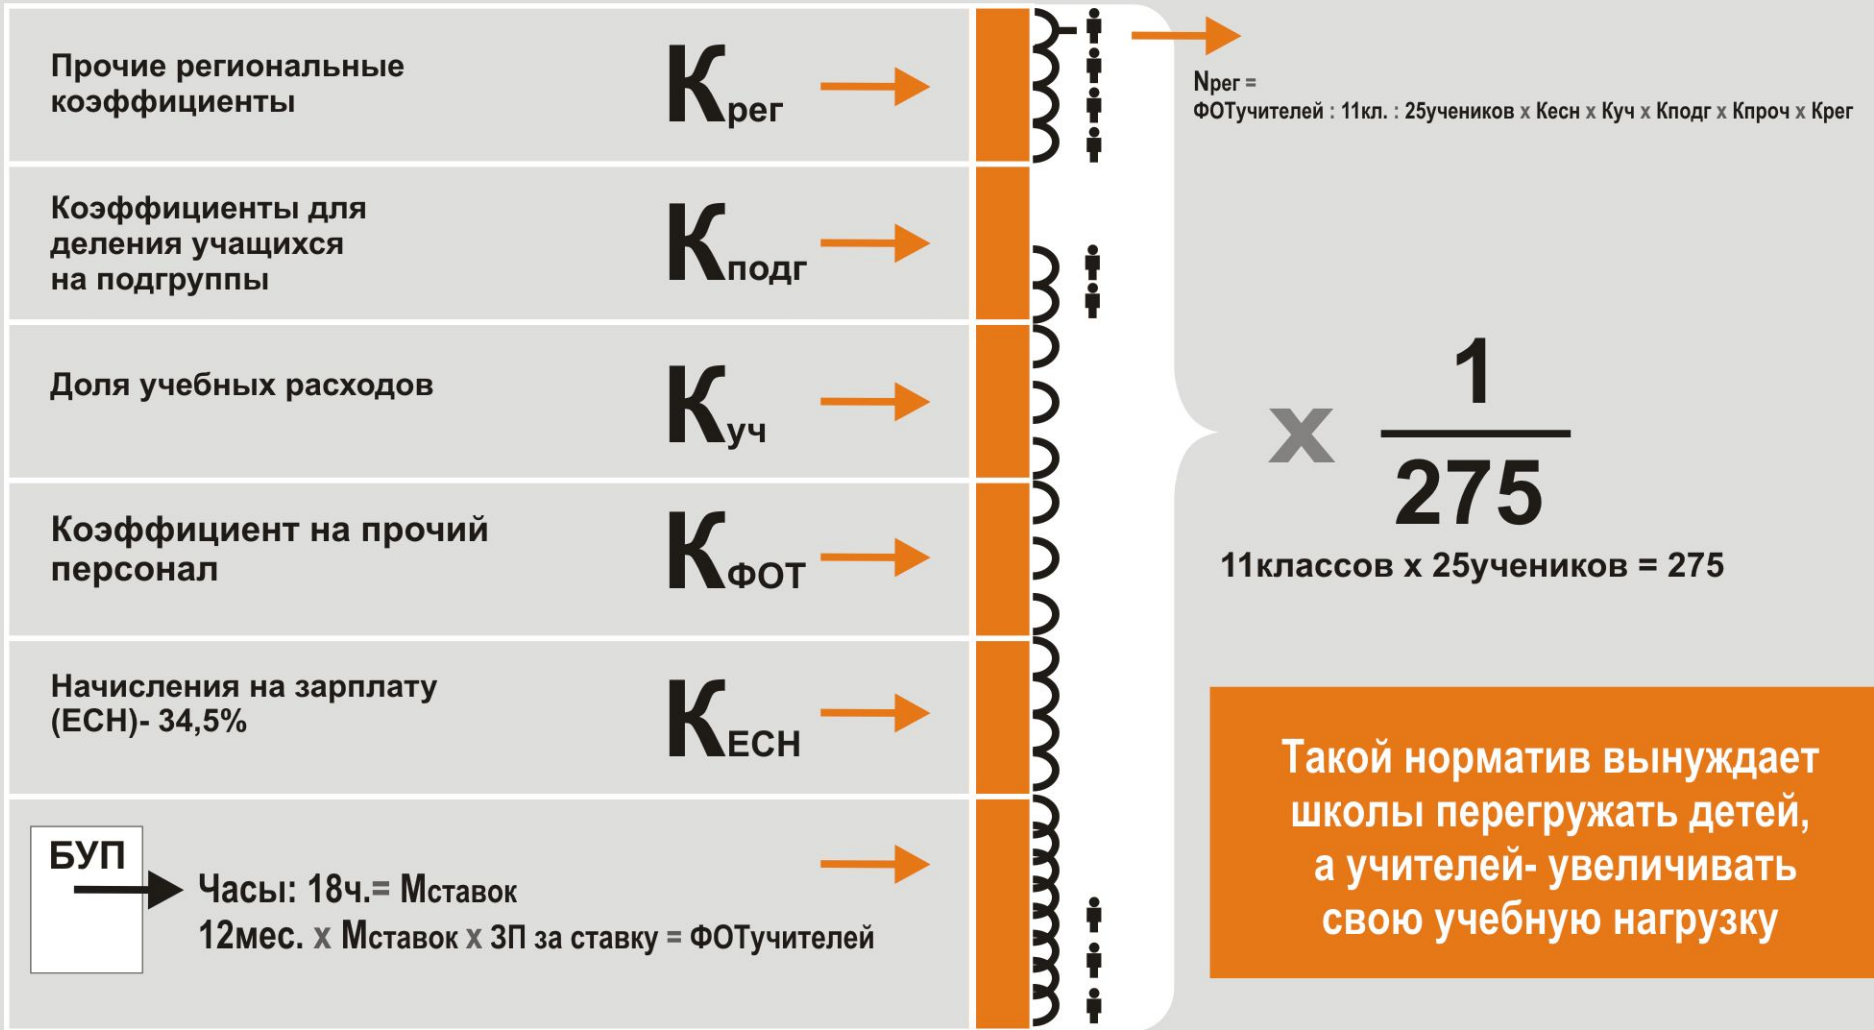 Прочие региональные
коэффициенты
Крег
Nрег =
ФОТучителей : 11кл. : 25учеников х Кесн х Куч х Кподг х Кпроч х Крег
Коэффициенты для
деления учащихся
на подгруппы
Кподг
Доля учебных расходов
Куч
х 1
275
11классов х 25учеников = 275
Коэффициент на прочий
персонал
КФОТ
Начисления на зарплату
(ЕСН)- 34,5%
КЕСН
БУП
Часы: 18ч.= Мставок
12мес. х Мставок х ЗП за ставку = ФОТучителей
Такой норматив вынуждает
школы перегружать детей,
а учителей- увеличивать
свою учебную нагрузку